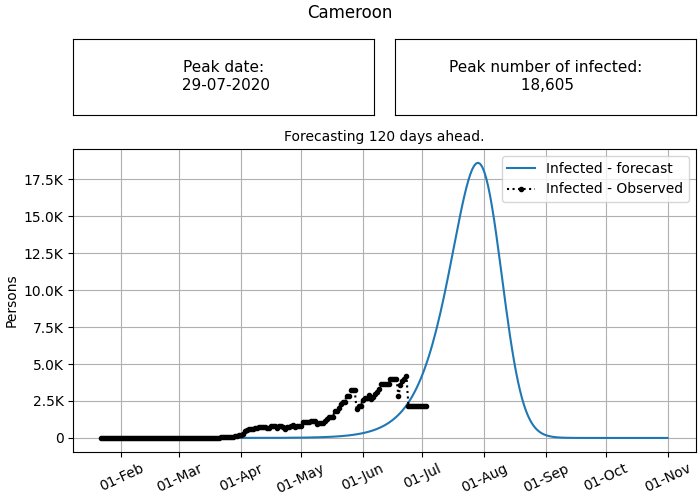 Cameroon
Peak date:
29-07-2020
Peak number of infected:
18,605
Forecasting 120 days ahead.
Infected - forecast
Infected - Observed
Persons
17.5K
15.0K
12.5K
10.0K
7.5K
5.0K
2.5K
0
01-Feb
01-Mar
01-Apr
01-May
01-Jun
01-Jul
01-Aug
01-Sep
01-Oct
01-Nov